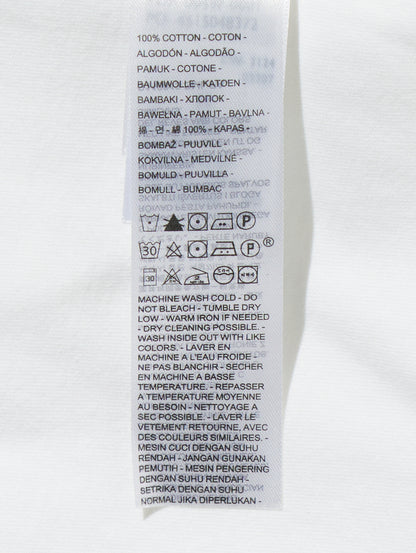 100% COTTON - COTON -
ALGODÓN - ALGODÃO -
PAMUK - COTONE -
BAUMWOLLE - KATOEN -
BAMBAKI - ХЛОПОК -
BAWEŁNA - PAMUT - BAVLNA -
棉 - 면 - 綿 100% - KAPAS -
BOMBAŽ - PUUVILL -
KOKVILNA - MEDVILNĖ -
BOMULD - PUUVILLA -
BOMULL - BUMBAC
P
30 P ®
30
MACHINE WASH COLD - DO
NOT BLEACH - TUMBLE DRY
LOW - WARM IRON IF NEEDED
- DRY CLEANING POSSIBLE. -
WASH INSIDE OUT WITH LIKE
COLORS. - LAVER EN
MACHINE A L'EAU FROIDE -
NE PAS BLANCHIR - SECHER
EN MACHINE A BASSE
TEMPERATURE. - REPASSER
A TEMPERATURE MOYENNE
AU BESOIN - NETTOYAGE A
SEC POSSIBLE. - LAVER LE
VETEMENT RETOURNE, AVEC
DES COULEURS SIMILAIRES. -
MESIN CUCI DENGAN SUHU
RENDAH - JANGAN GUNAKAN
PEMUTIH - MESIN PENGERING
DENGAN SUHU RENDAH -
SETRIKA DENGAN SUHU
NORMAL JIKA DIPERLUKAN -